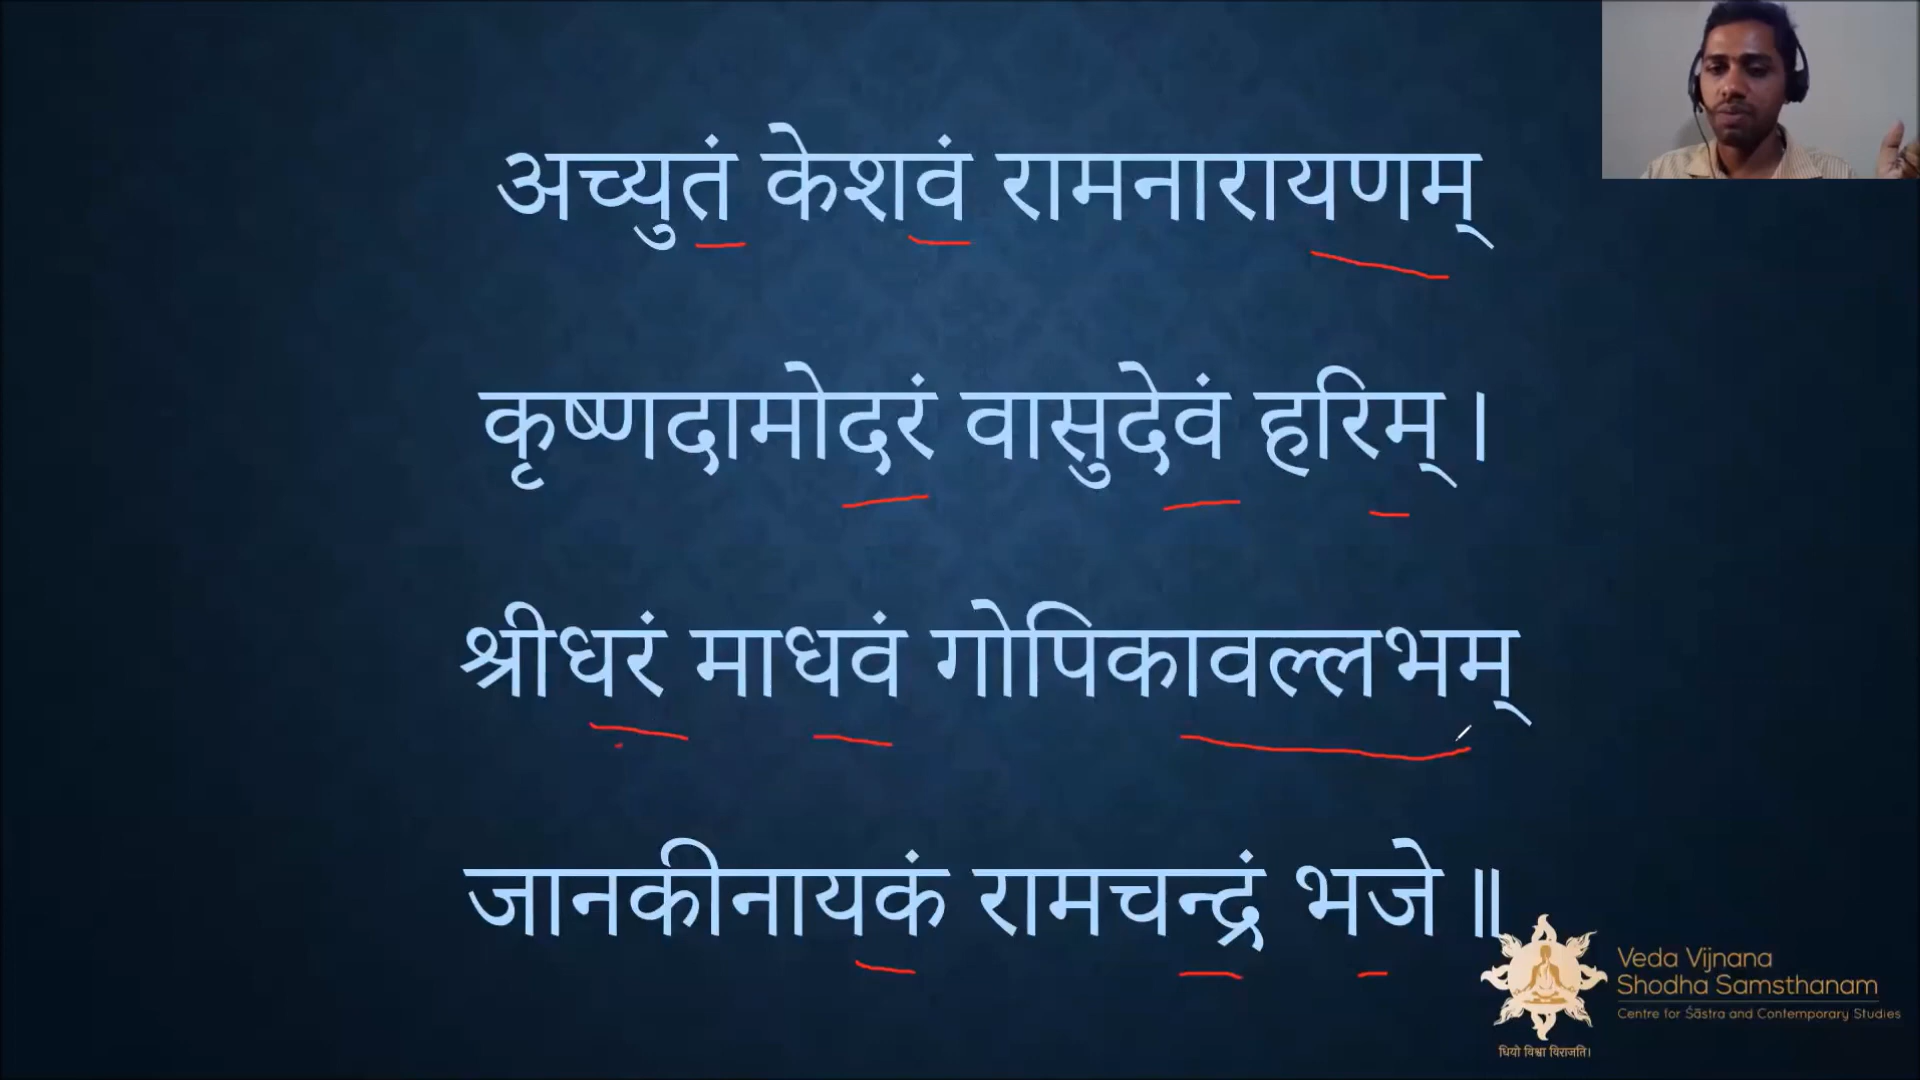 अच्युतं केशवं रामनारायणम्
कृष्णदामोदरं वासुदेवं हरिम् ।
श्रीधरं माधवं गोपिकावल्लभम्
जानकीनायकं रामचन्द्रं भजे ॥
Veda Vijnana
Shodha Samsthanam
Centre for Śāstra and Contemporary Studies
धियो विश्वा विराजति।